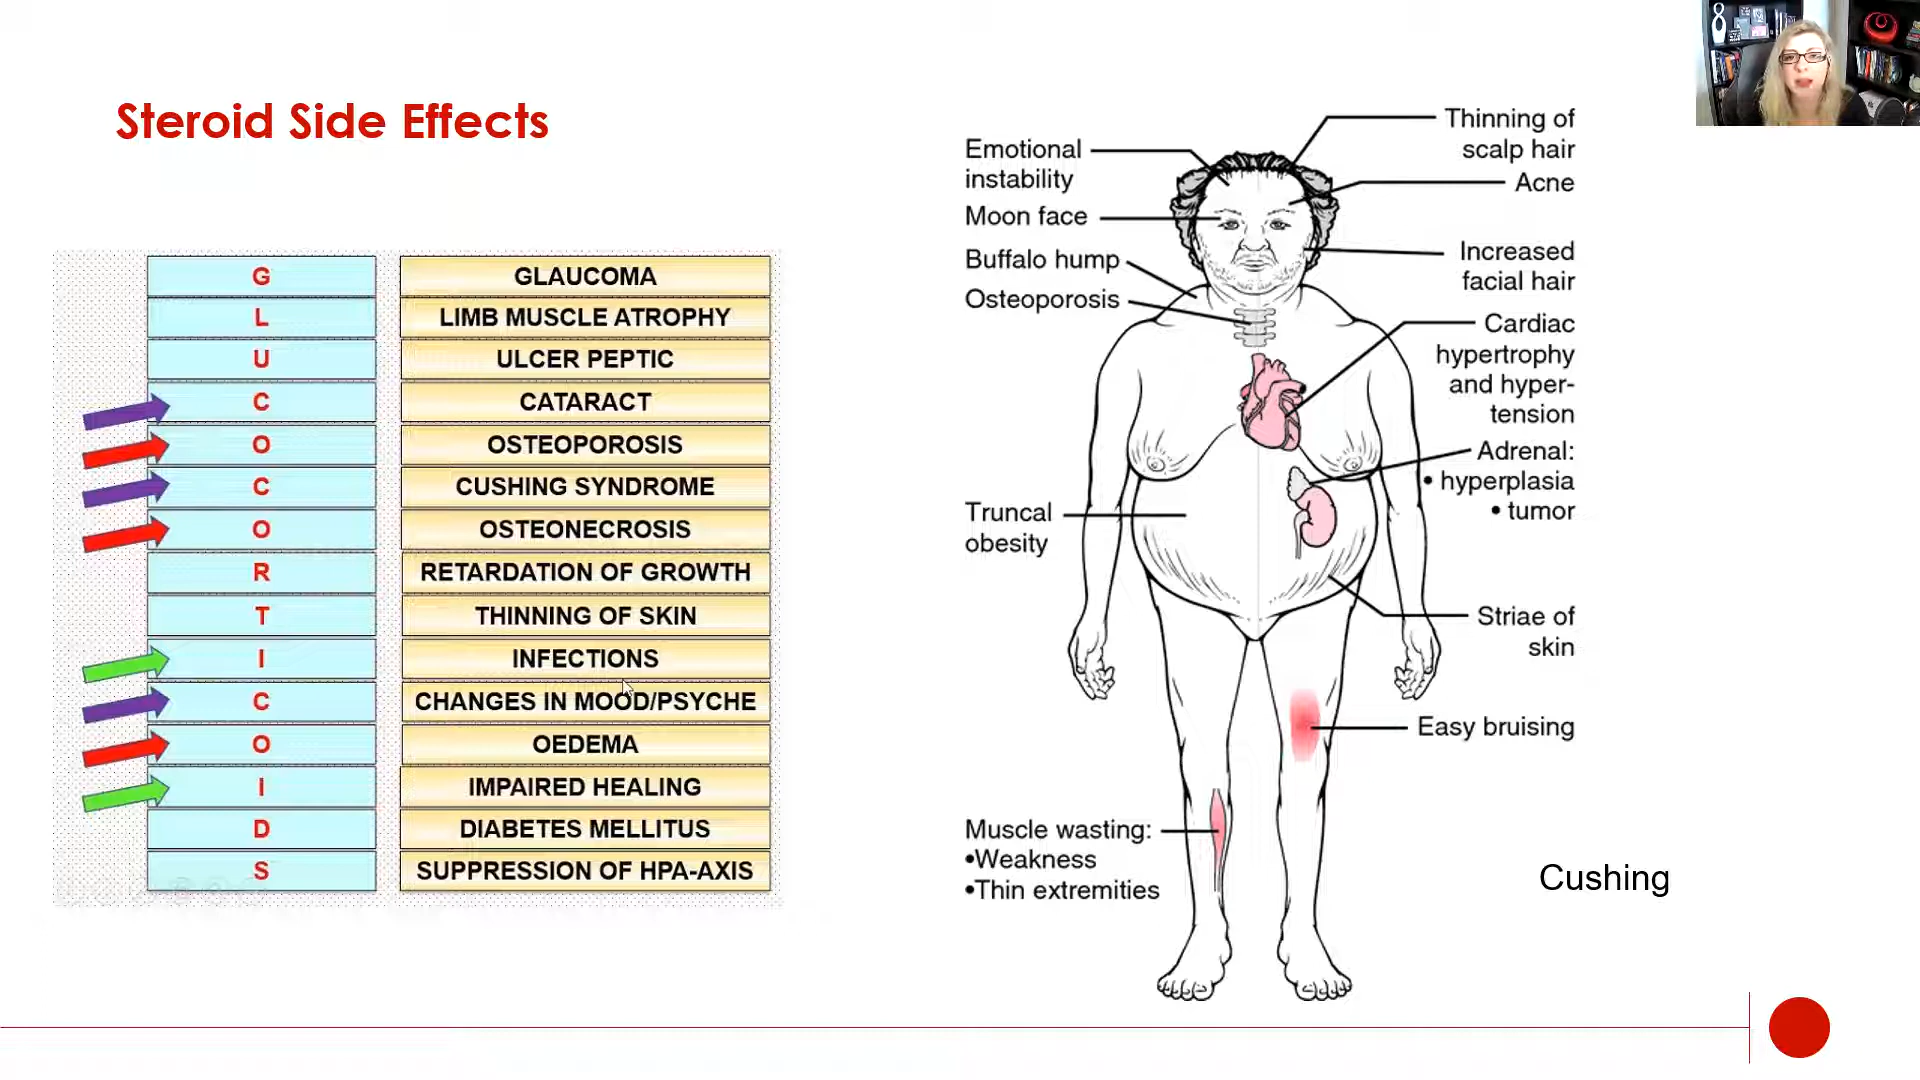 Steroid Side Effects
G GLAUCOMA
L LIMB MUSCLE ATROPHY
U ULCER PEPTIC
C CATARACT
O OSTEOPOROSIS
C CUSHING SYNDROME
O OSTEONECROSIS
R RETARDATION OF GROWTH
T THINNING OF SKIN
I INFECTIONS
C CHANGES IN MOOD/PSYCHE
O OEDEMA
I IMPAIRED HEALING
D DIABETES MELLITUS
S SUPPRESSION OF HPA-AXIS
Emotional
instability
Moon face
Buffalo hump
Osteoporosis
Truncal
obesity
Muscle wasting:
•Weakness
•Thin extremities
Thinning of
scalp hair
Acne
Increased
facial hair
Cardiac
hypertrophy
and hyper-
tension
Adrenal:
• hyperplasia
• tumor
Striae of
skin
Easy bruising
Cushing